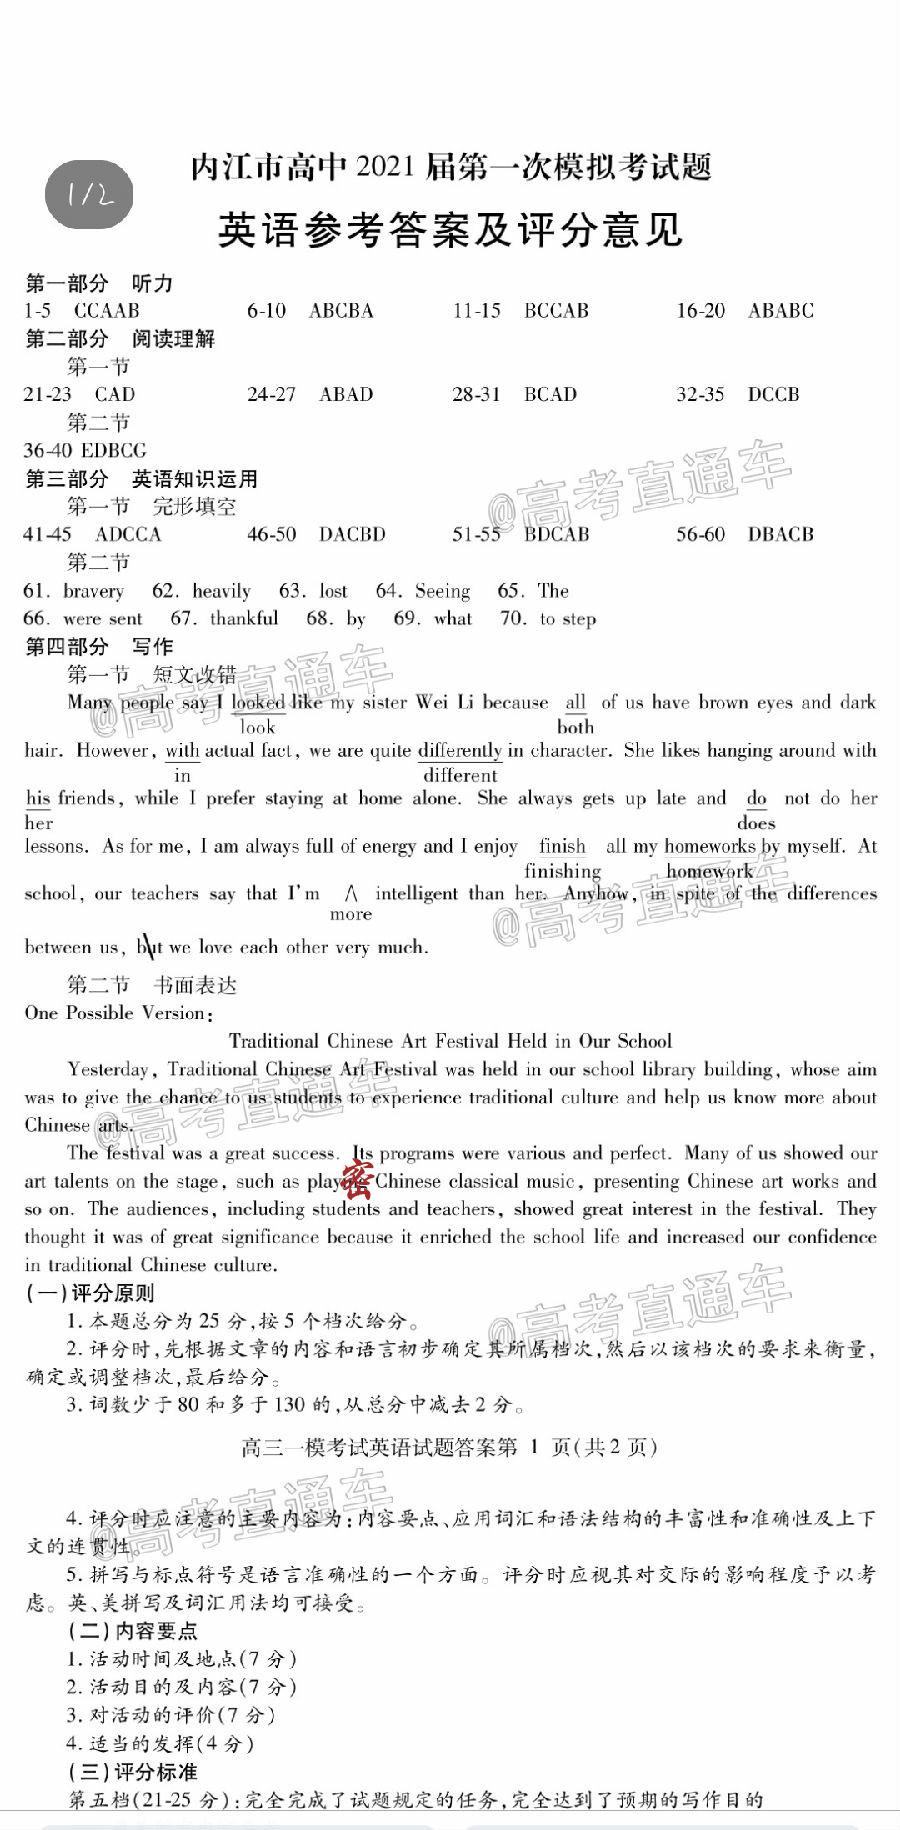 内江市高中 2021 届第一次模拟考试题
1/2
英语参考答案及评分意见
第一部分 听力
1-5 CCAAB 6-10 ABCBA 11-15 BCCAB 16-20 ABABC
第二部分 阅读理解
第一节
21-23 CAD 24-27 ABAD 28-31 BCAD 32-35 DCCB
第二节
36-40 EDBCG
第三部分 英语知识运用
@高考直通车
第一节 完形填空
41-45 ADCCA 46-50 DACBD 51-55 BDCAB 56-60 DBACB
第二节
61. bravery 62. heavily 63. lost 64. Seeing 65. The
66. were sent 67. thankful 68. by 69. what 70. to step
第四部分 写作
第一节 短文改错
@高考直通车
Many people say I looked like my sister Wei Li because all of us have brown eyes and dark
look both
hair. However, with actual fact, we are quite differently in character. She likes hanging around with
in different
his friends, while I prefer staying at home alone. She always gets up late and do not do her
her does
lessons. As for me, I am always full of energy and I enjoy finish all my homeworks by myself. At
finishing homework
school, our teachers say that I'm ∧ intelligent than her. Anyhow, in spite of the differences
more
@高考直通车
between us, but we love each other very much.
第二节 书面表达
One Possible Version:
Traditional Chinese Art Festival Held in Our School
Yesterday, Traditional Chinese Art Festival was held in our school library building, whose aim
was to give the chance to us students to experience traditional culture and help us know more about
Chinese arts.
@高考直通车
The festival was a great success. Its programs were various and perfect. Many of us showed our
art talents on the stage, such as play 密 Chinese classical music, presenting Chinese art works and
so on. The audiences, including students and teachers, showed great interest in the festival. They
thought it was of great significance because it enriched the school life and increased our confidence
in traditional Chinese culture.
(一)评分原则
1. 本题总分为 25 分,按 5 个档次给分。
@高考直通车
2. 评分时,先根据文章的内容和语言初步确定其所属档次,然后以该档次的要求来衡量,
确定或调整档次,最后给分。
3. 词数少于 80 和多于 130 的,从总分中减去 2 分。
高三一模考试英语试题答案第 1 页(共 2 页)
@高考直通车
4. 评分时应注意的主要内容为:内容要点、应用词汇和语法结构的丰富性和准确性及上下
文的连贯性。
5. 拼写与标点符号是语言准确性的一个方面。评分时应视其对交际的影响程度予以考
虑。英、美拼写及词汇用法均可接受。
(二)内容要点
1. 活动时间及地点(7 分)
2. 活动目的及内容(7 分)
3. 对活动的评价(7 分)
4. 适当的发挥(4 分)
(三)评分标准
第五档(21-25 分):完全完成了试题规定的任务,完全达到了预期的写作目的